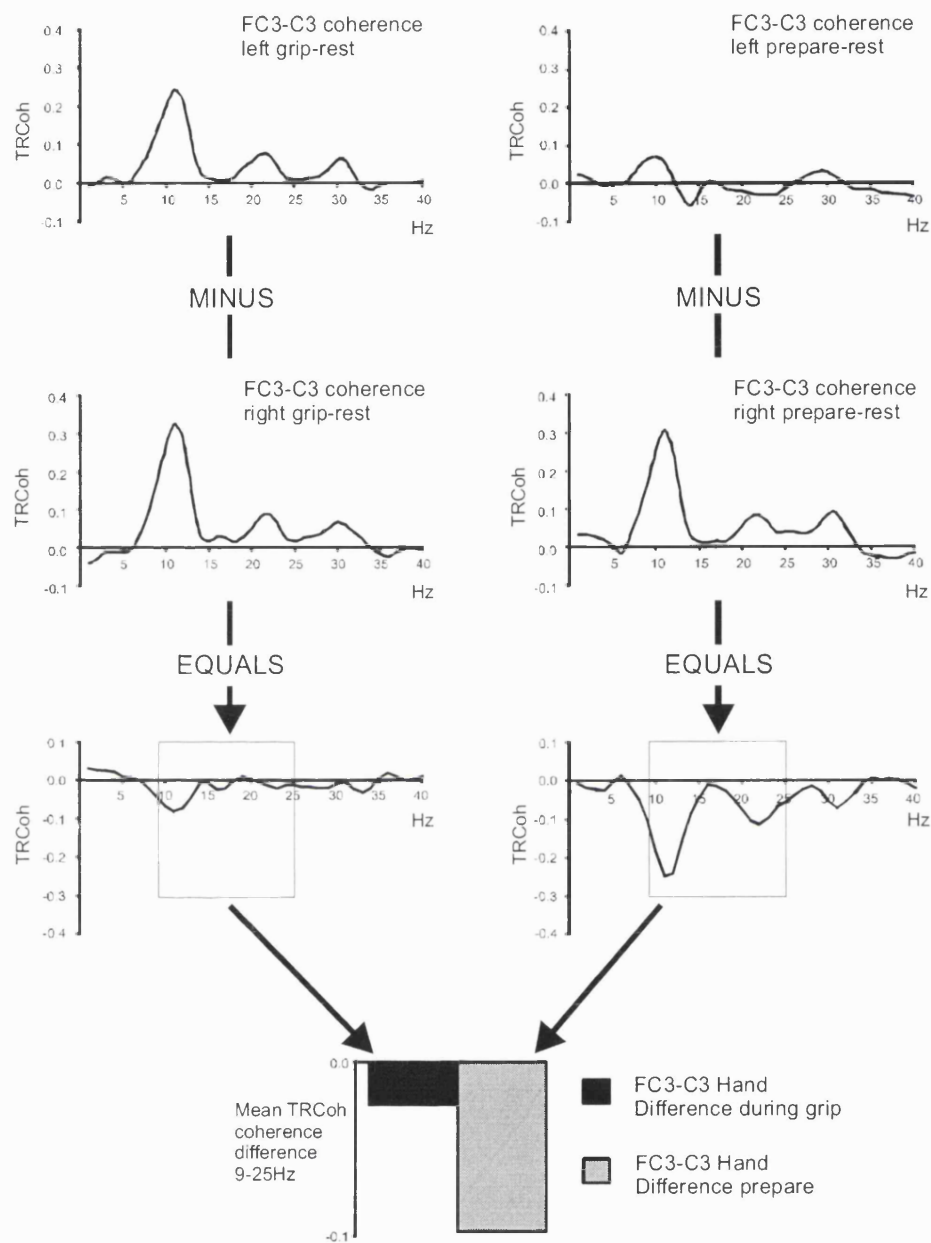 FC3-C3 coherence
left grip-rest
0.4
0.3
0.2
0.1
0.0
-0.1
TRCoh
5 10 15 20 25 30 35 40
Hz
FC3-C3 coherence
left prepare-rest
0.4
0.3
0.2
0.1
0.0
-0.1
TRCoh
5 10 15 20 25 30 35 40
Hz
MINUS
MINUS
FC3-C3 coherence
right grip-rest
0.4
0.3
0.2
0.1
0.0
-0.1
TRCoh
5 10 15 20 25 30 35 40
Hz
FC3-C3 coherence
right prepare-rest
0.4
0.3
0.2
0.1
0.0
-0.1
TRCoh
5 10 15 20 25 30 35 40
Hz
EQUALS
EQUALS
0.1
0.0
-0.1
-0.2
-0.3
-0.4
TRCoh
5 10 15 20 25 30 35 40
Hz
0.1
0.0
-0.1
-0.2
-0.3
-0.4
TRCoh
5 10 15 20 25 30 35 40
Hz
0.0
-0.1
Mean TRCoh
coherence
difference
9-25Hz
FC3-C3 Hand
Difference during grip
FC3-C3 Hand
Difference prepare